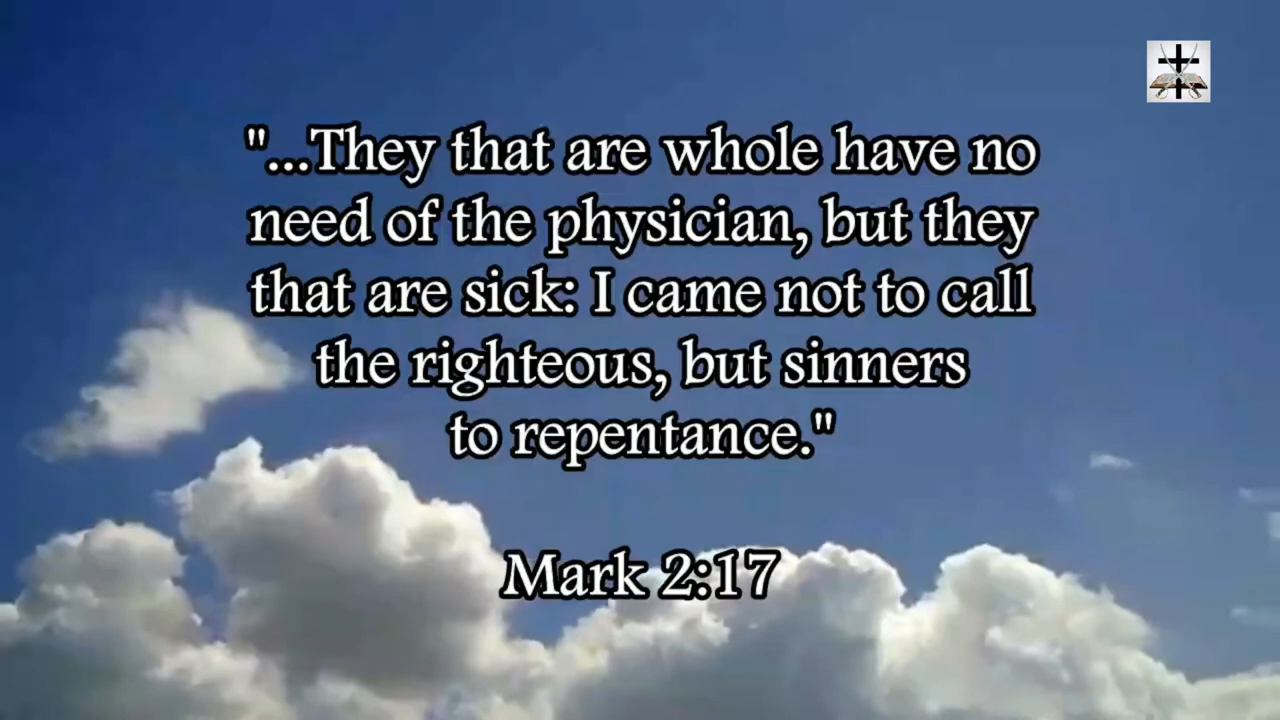 "...They that are whole have no
need of the physician, but they
that are sick: I came not to call
the righteous, but sinners
to repentance."
Mark 2:17